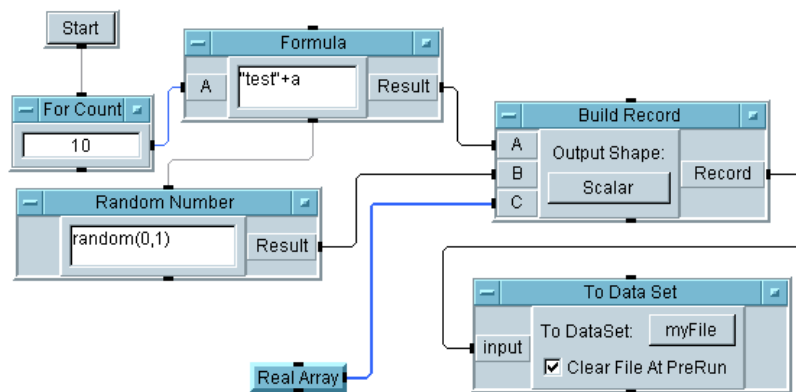 Start
Formula
A
"test"+a
Result
For Count
10
Build Record
A
B
C
Output Shape:
Scalar
Record
Random Number
random(0,1)
Result
To Data Set
input
To DataSet:
myFile
Clear File At PreRun
Real Array